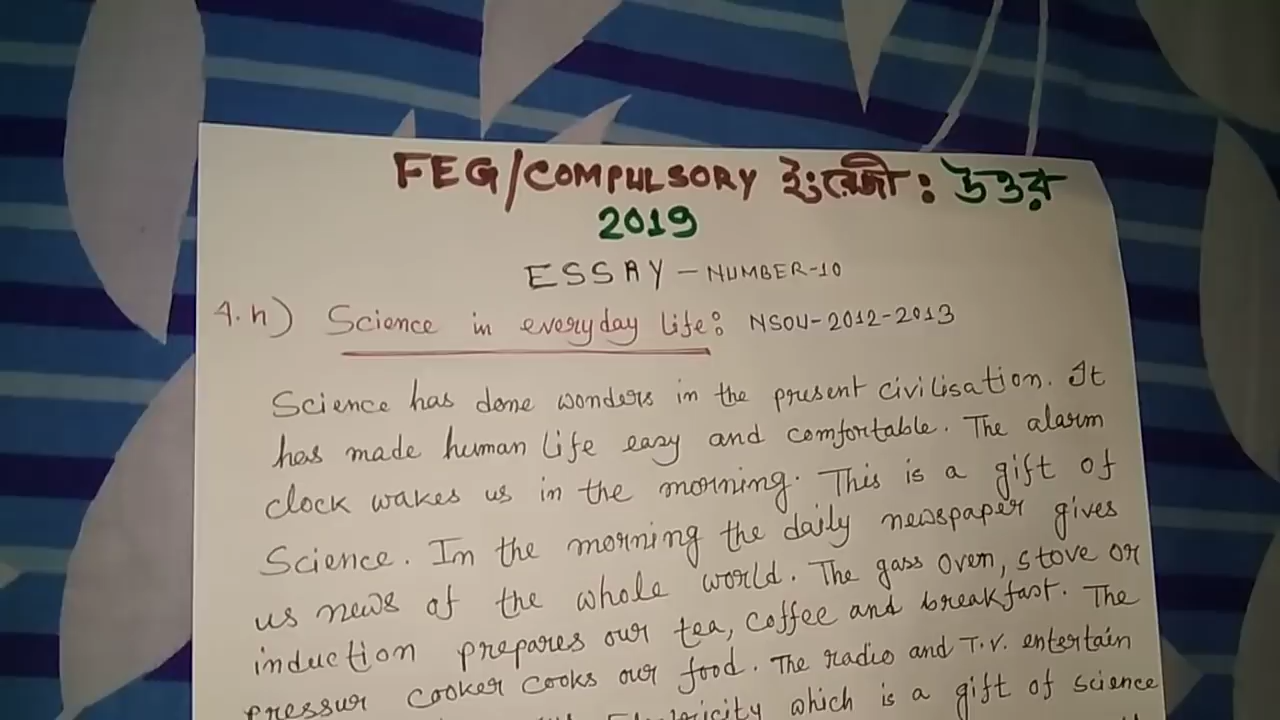 FEG/COMPULSORY ইংরেজী: উত্তর
2019
ESSAY - NUMBER-10
4.h) Science in everyday life: NSOU-2012-2013
Science has done wonders in the present civilisation. It
has made human life easy and comfortable. The alarm
clock wakes us in the morning. This is a gift of
Science. In the morning the daily newspaper gives
us news of the whole world. The gass oven, stove or
induction prepares our tea, coffee and breakfast. The
pressur cooker cooks our food. The radio and T.V. entertain
Electricity which is a gift of science